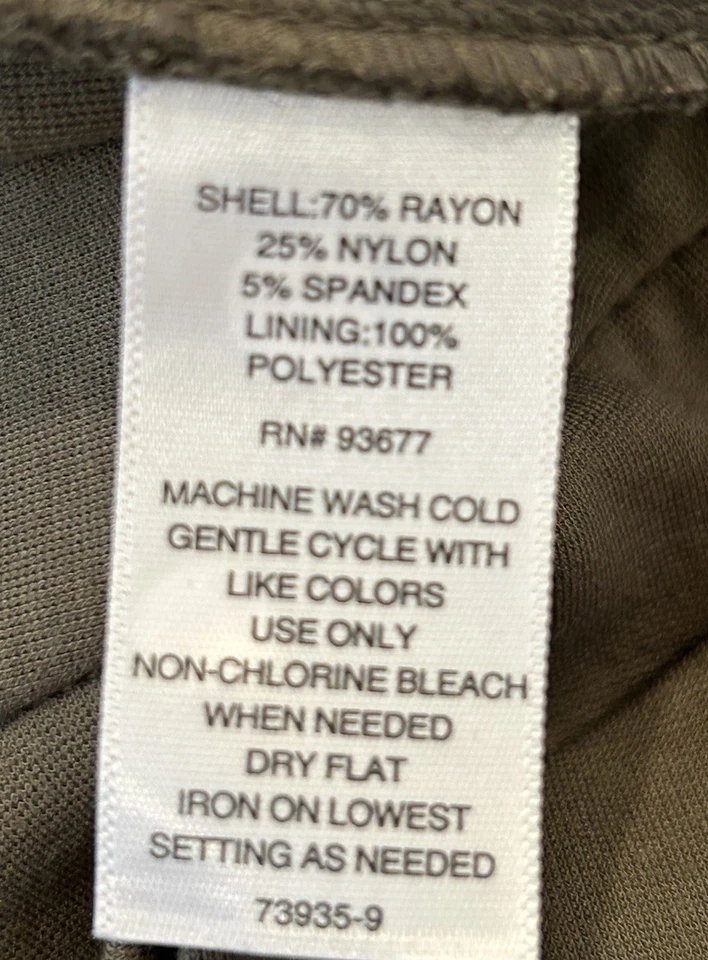 SHELL:70% RAYON
25% NYLON
5% SPANDEX
LINING:100%
POLYESTER
RN# 93677
MACHINE WASH COLD
GENTLE CYCLE WITH
LIKE COLORS
USE ONLY
NON-CHLORINE BLEACH
WHEN NEEDED
DRY FLAT
IRON ON LOWEST
SETTING AS NEEDED
73935-9